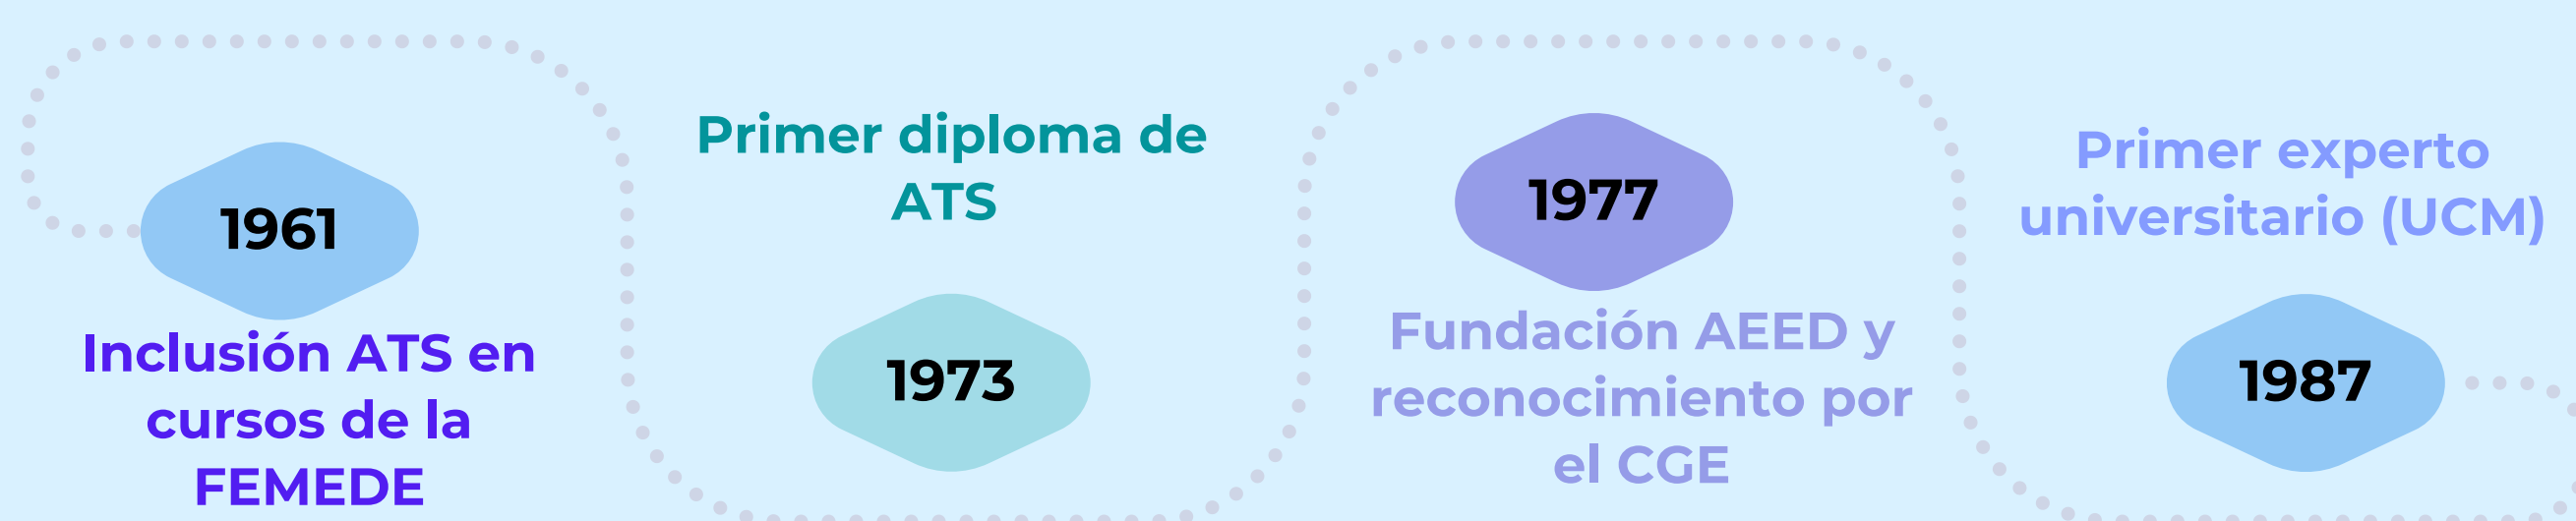 1961
Inclusión ATS en
cursos de la
FEMEDE
Primer diploma de
ATS
1973
1977
Fundación AEED y
reconocimiento por
el CGE
Primer experto
universitario (UCM)
1987